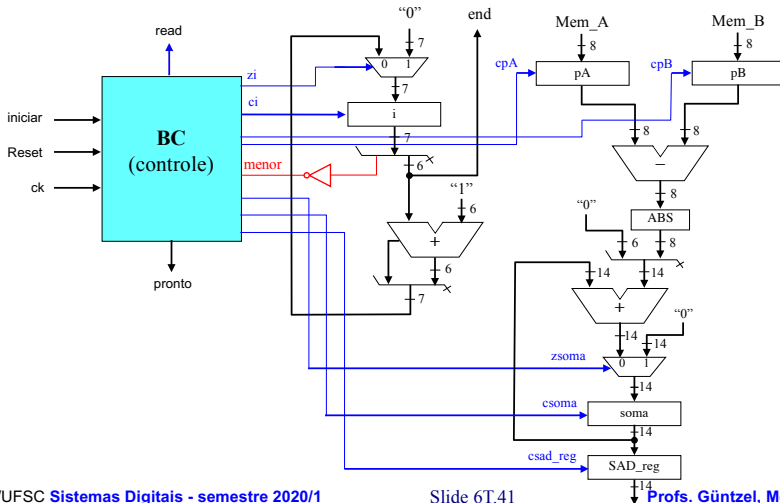 read
"0"
end
Mem_A
Mem_B
7
8
8
0 1
cpA
pA
cpB
pB
zi
7
iniciar
ci
i
BC
(controle)
7
8
8
Reset
menor
6
−
ck
"1"
6
8
"0"
ABS
+
6
8
6
14
14
pronto
7
+
"0"
14
14
zsoma
0 1
14
csoma
soma
14
csad_reg
SAD_reg
14
/UFSC Sistemas Digitais - semestre 2020/1
Slide 6T.41
Profs. Güntzel, M